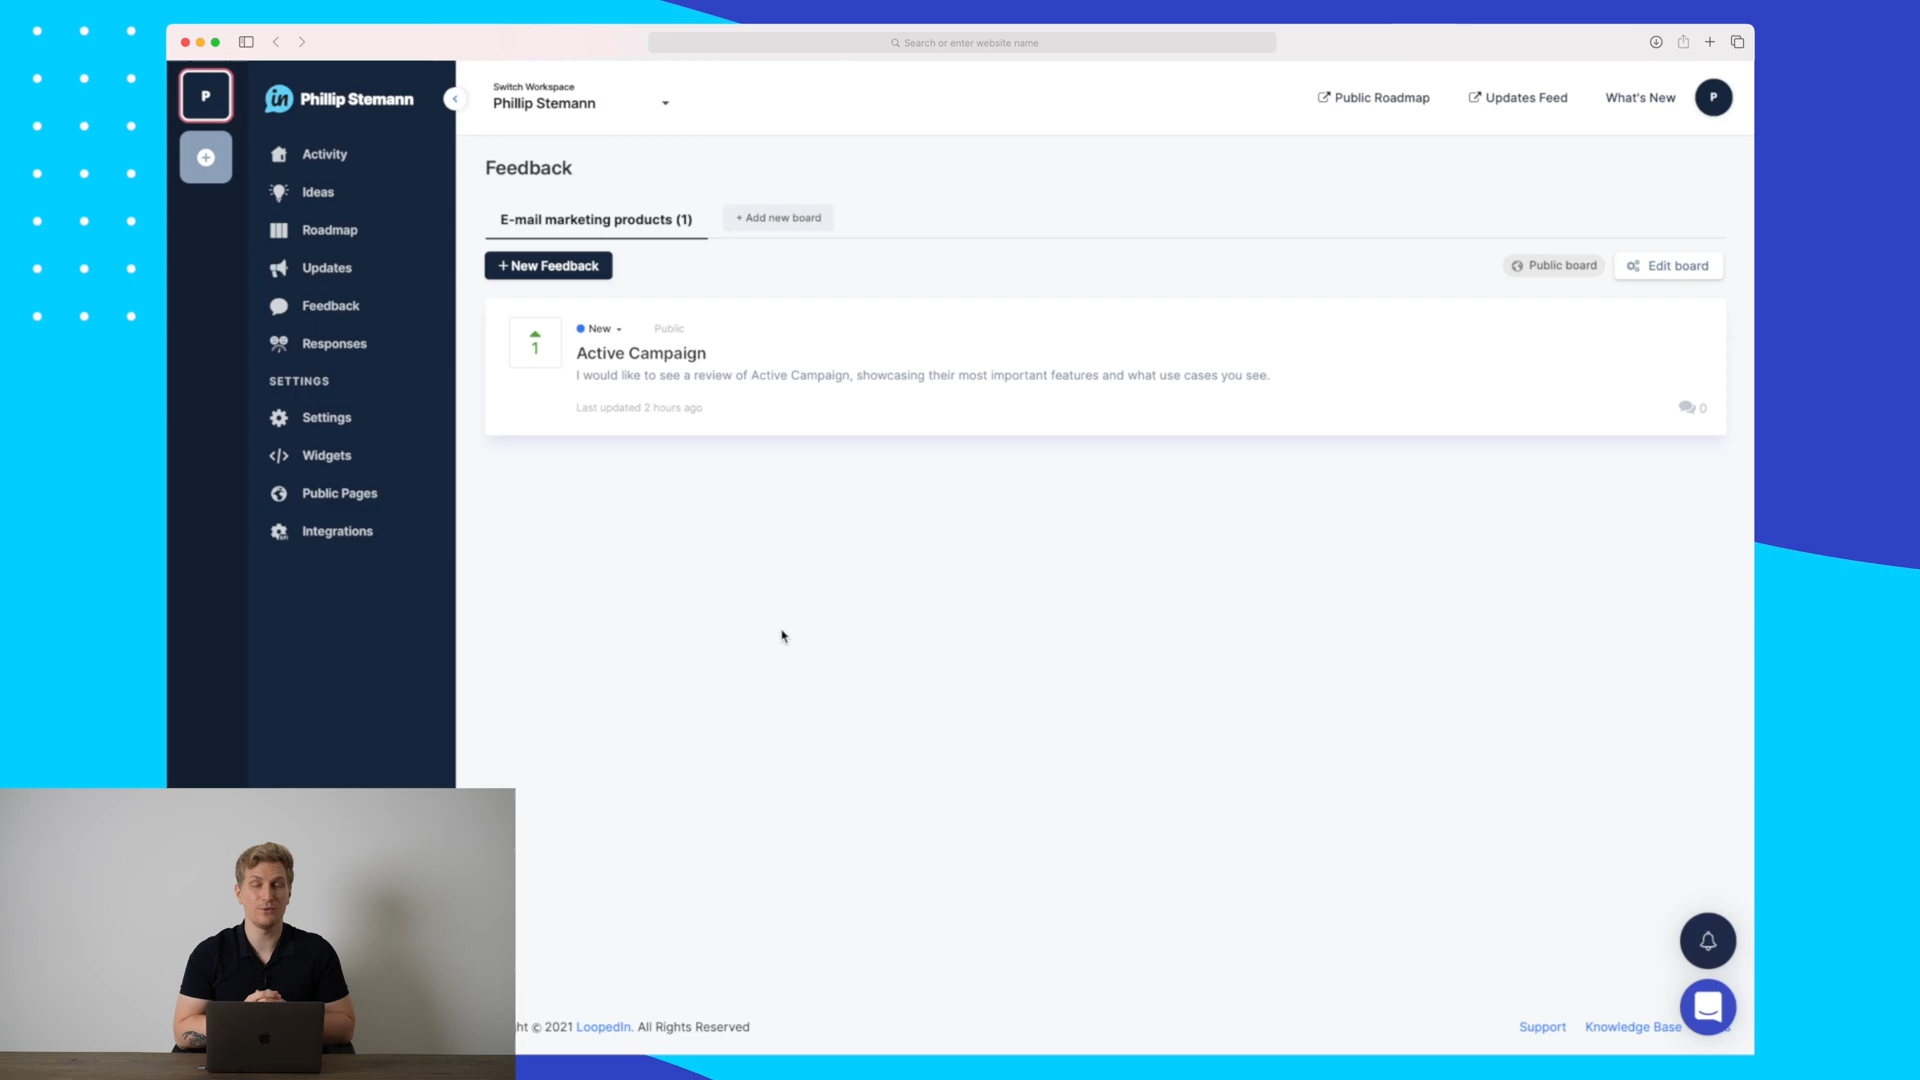 Search or enter website name
P
in Phillip Stemann
Switch Workspace
Phillip Stemann
Public Roadmap
Updates Feed
What's New
P
Activity
Ideas
Roadmap
Updates
Feedback
Responses
SETTINGS
Settings
Widgets
Public Pages
Integrations
Feedback
E-mail marketing products (1)
+ Add new board
+ New Feedback
Public board
Edit board
1
New
Public
Active Campaign
I would like to see a review of Active Campaign, showcasing their most important features and what use cases you see.
Last updated 2 hours ago
0
ht © 2021 LoopedIn. All Rights Reserved
Support
Knowledge Base